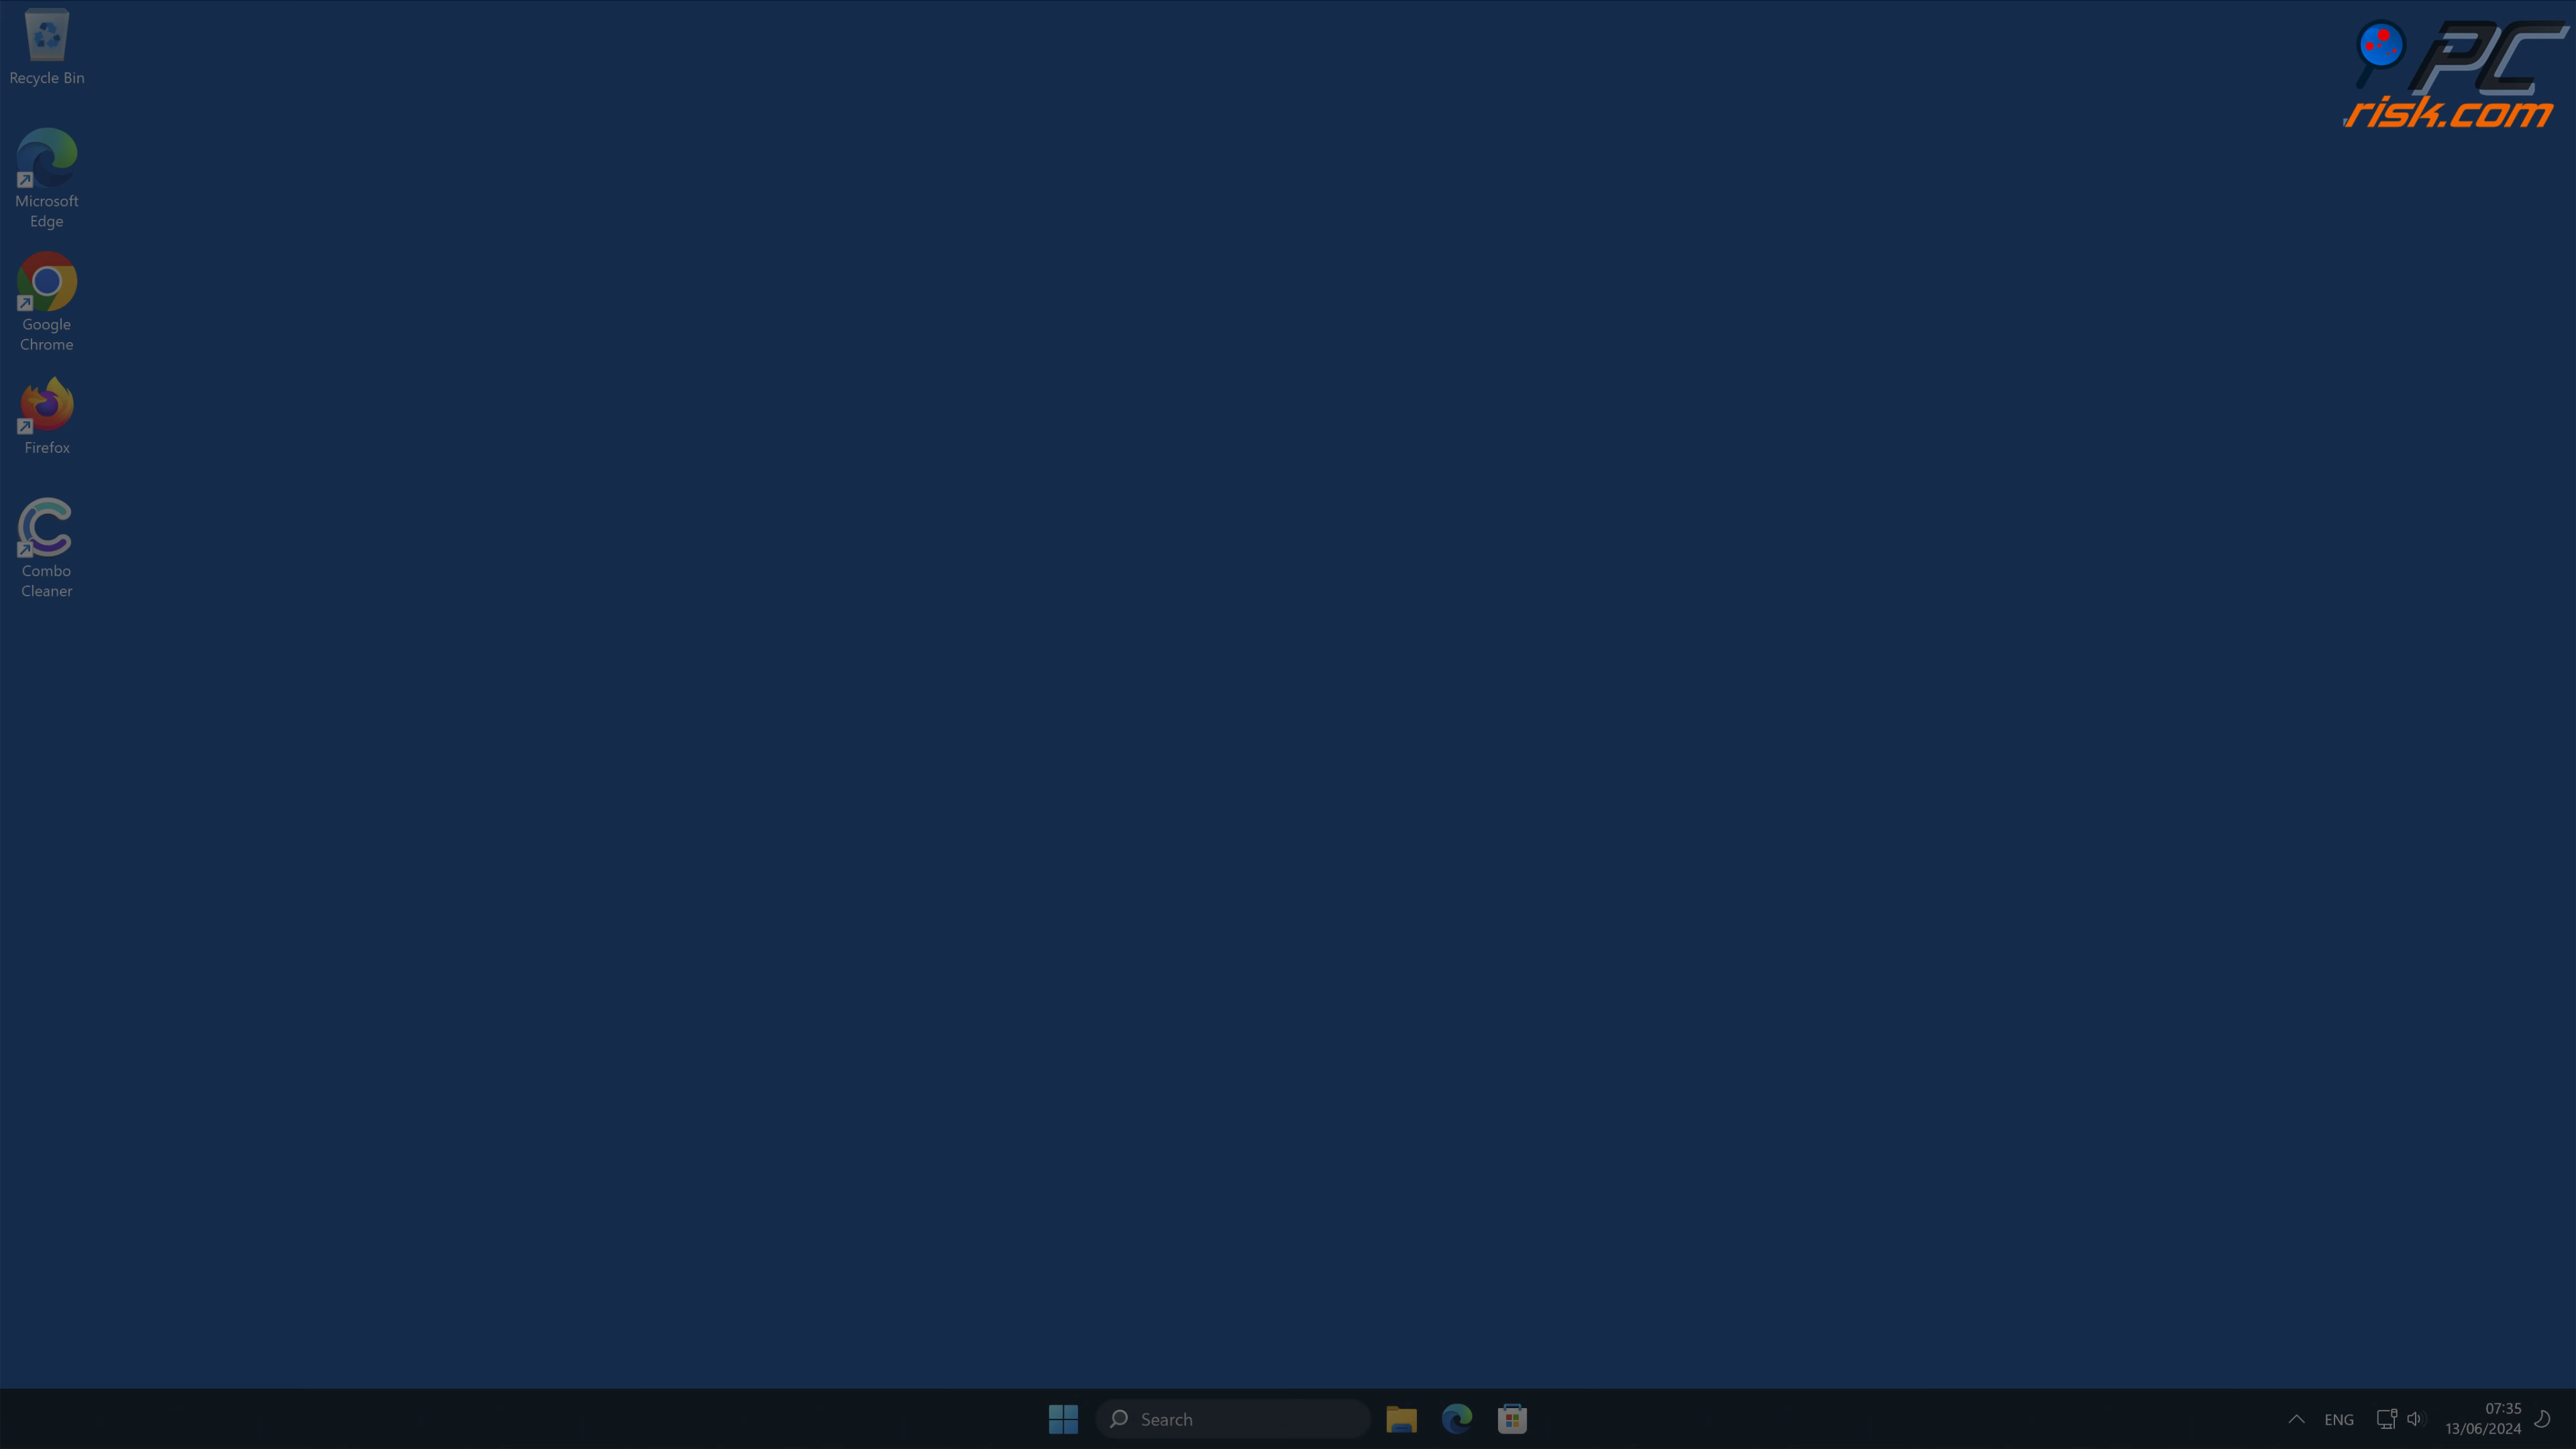 Recycle Bin
PC
risk.com
Microsoft
Edge
Google
Chrome
Firefox
Combo
Cleaner
Search
ENG
07:35
13/06/2024